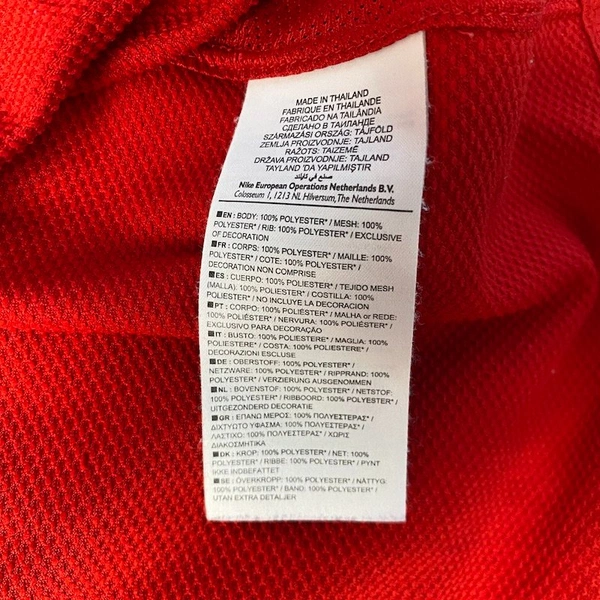 MADE IN THAILAND
FABRIQUE EN THAILANDE
FABRICADO NA TAILÂNDIA
СДЕЛАНО В ТАИЛАНДЕ
SZÁRMAZÁSI ORSZÁG: TÁJFÖLD
ZEMLJA PROIZVODNJE: TAJLAND
RAŽOTS: TAIZEMĒ
DRŽAVA PROIZVODNJE: TAJLAND
TAYLAND 'DA YAPILMIŞTIR
صنع في تايلاند
Nike European Operations Netherlands B.V.
Colosseum 1, 1213 NL Hilversum, The Netherlands
EN: BODY: 100% POLYESTER* / MESH: 100%
POLYESTER* / RIB: 100% POLYESTER* / EXCLUSIVE
OF DECORATION
FR: CORPS: 100% POLYESTER* / MAILLE: 100%
POLYESTER* / COTE: 100% POLYESTER* /
DECORATION NON COMPRISE
ES: CUERPO: 100% POLIÉSTER* / TEJIDO MESH
(MALLA): 100% POLIÉSTER* / COSTILLA: 100%
POLIÉSTER* / NO INCLUYE LA DECORACION
PT: CORPO: 100% POLIÉSTER* / MALHA or REDE:
100% POLIÉSTER* / NERVURA: 100% POLIÉSTER* /
EXCLUSIVO PARA DECORAÇÃO
IT: BUSTO: 100% POLIESTERE* / MAGLIA: 100%
POLIESTERE* / COSTA: 100% POLIESTERE* /
DECORAZIONI ESCLUSE
DE: OBERSTOFF: 100% POLYESTER* /
NETZWARE: 100% POLYESTER* / RIPPRAND: 100%
POLYESTER* / VERZIERUNG AUSGENOMMEN
NL: BOVENSTOF: 100% POLYESTER* / NETSTOF:
100% POLYESTER* / RIBBOORD: 100% POLYESTER* /
UITGEZONDERD DECORATIE
GR: ΕΠΑΝΩ ΜΕΡΟΣ: 100% ΠΟΛΥΕΣΤΕΡΑΣ* /
ΔΙΧΤΥΩΤΟ ΥΦΑΣΜΑ: 100% ΠΟΛΥΕΣΤΕΡΑΣ* /
ΛΑΣΤΙΧΟ: 100% ΠΟΛΥΕΣΤΕΡΑΣ* / ΧΩΡΙΣ
ΔΙΑΚΟΣΜΗΤΙΚΑ
DK: KROP: 100% POLYESTER* / NET: 100%
POLYESTER* / RIBBE: 100% POLYESTER* / PYNT
IKKE INDBEFATTET
SE: ÖVERKROPP: 100% POLYESTER* / NÄTTYG:
100% POLYESTER* / BAND: 100% POLYESTER* /
UTAN EXTRA DETALJER